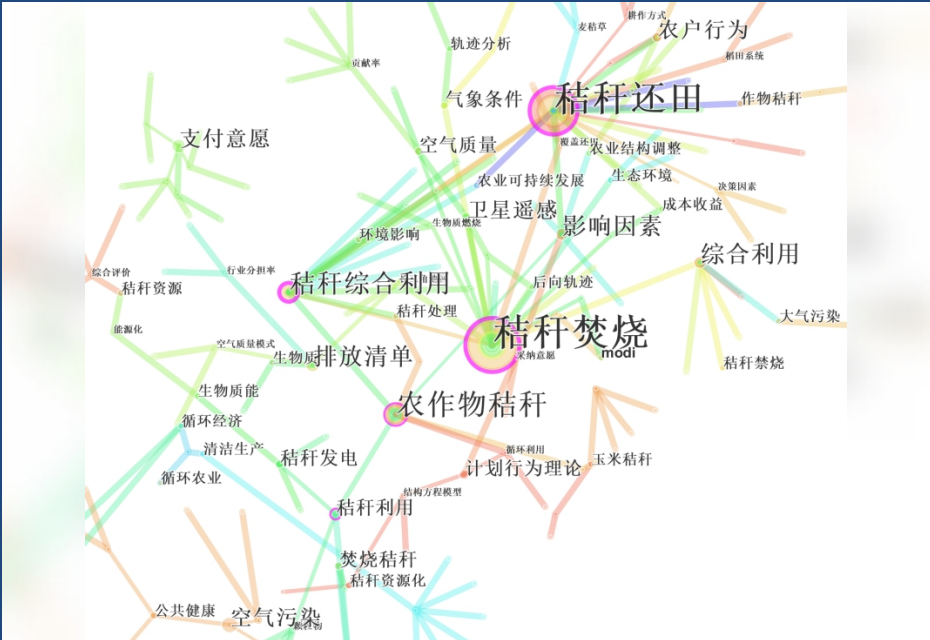 耕作方式
麦秸草
农户行为
轨迹分析
稻田系统
贡献率
气象条件
秸秆还田
作物秸秆
支付意愿
空气质量
覆盖还田
农业结构调整
农业可持续发展
生态环境
决策因素
成本收益
卫星遥感
生物质燃烧
影响因素
环境影响
综合利用
综合评价
行业分担率
秸秆综合利用
后向轨迹
秸秆资源
秸秆处理
大气污染
能源化
秸秆焚烧
空气质量模式
modi
生物质
排放清单
采纳意愿
秸秆禁烧
生物质能
农作物秸秆
循环经济
清洁生产
循环利用
秸秆发电
计划行为理论
玉米秸秆
循环农业
结构方程模型
秸秆利用
焚烧秸秆
秸秆资源化
公共健康
空气污染